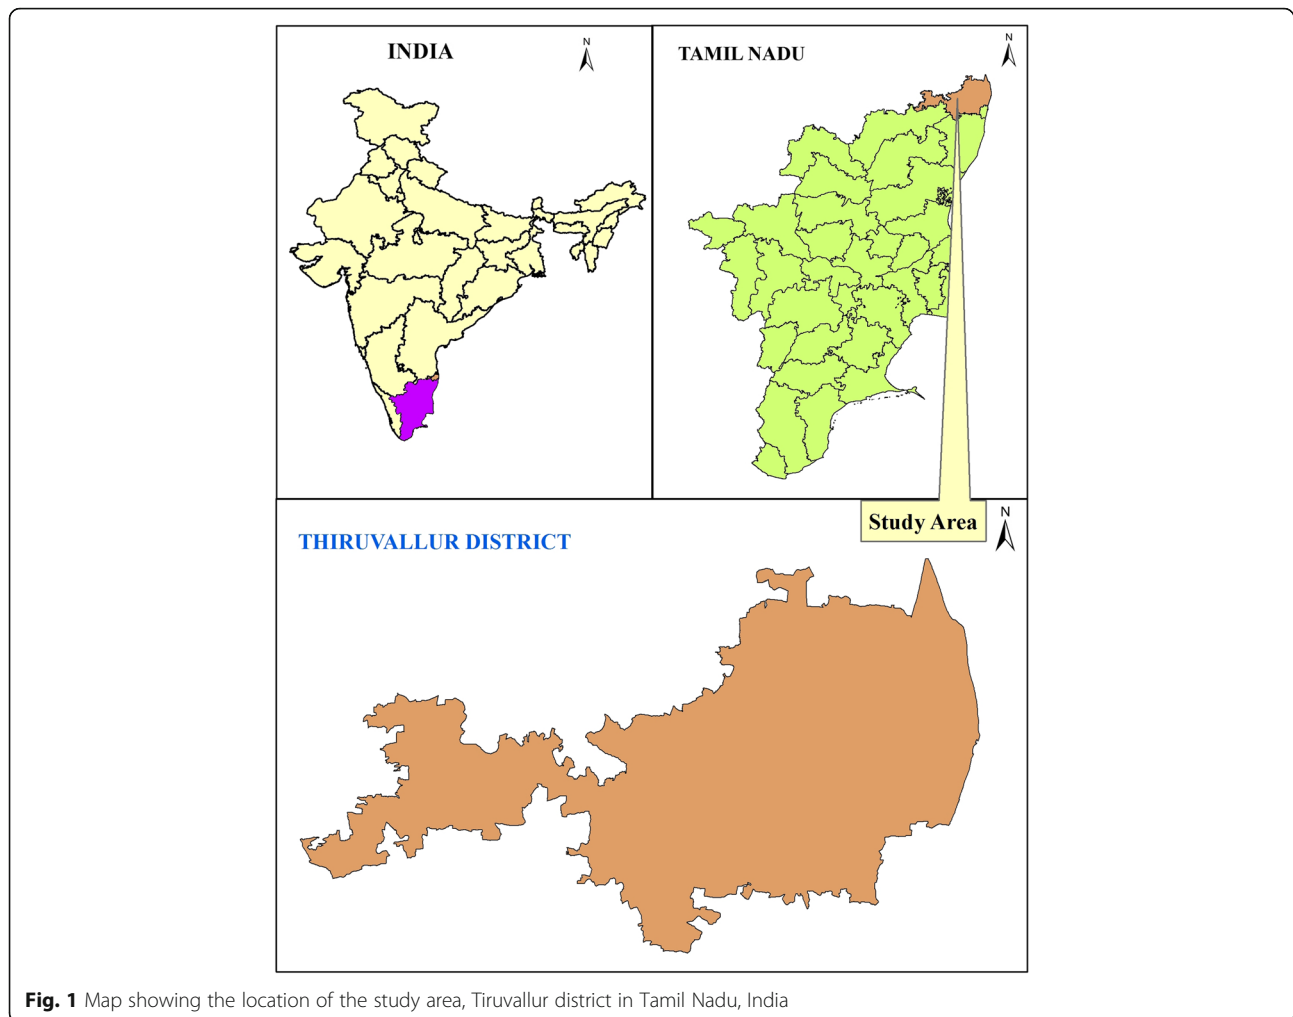 INDIA
N
TAMIL NADU
N
Study Area
N
THIRUVALLUR DISTRICT
Fig. 1 Map showing the location of the study area, Tiruvallur district in Tamil Nadu, India